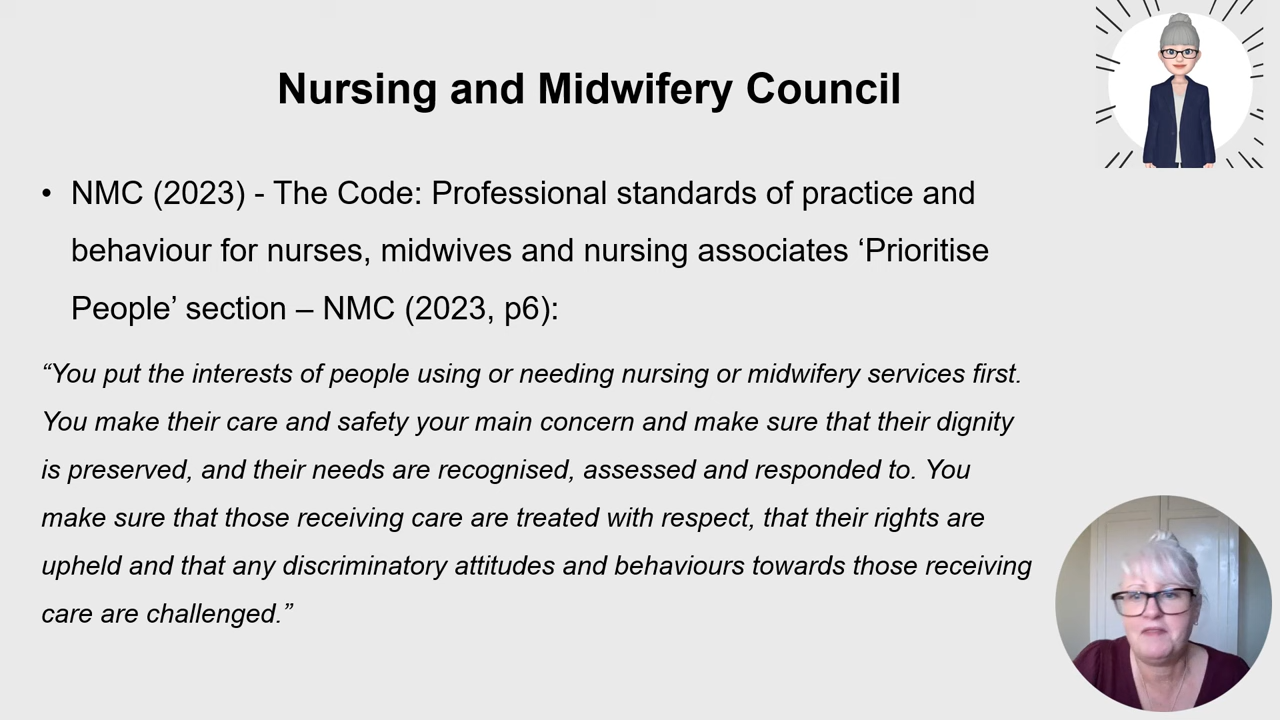 Nursing and Midwifery Council
• NMC (2023) - The Code: Professional standards of practice and
behaviour for nurses, midwives and nursing associates ‘Prioritise
People’ section – NMC (2023, p6):
“You put the interests of people using or needing nursing or midwifery services first.
You make their care and safety your main concern and make sure that their dignity
is preserved, and their needs are recognised, assessed and responded to. You
make sure that those receiving care are treated with respect, that their rights are
upheld and that any discriminatory attitudes and behaviours towards those receiving
care are challenged.”